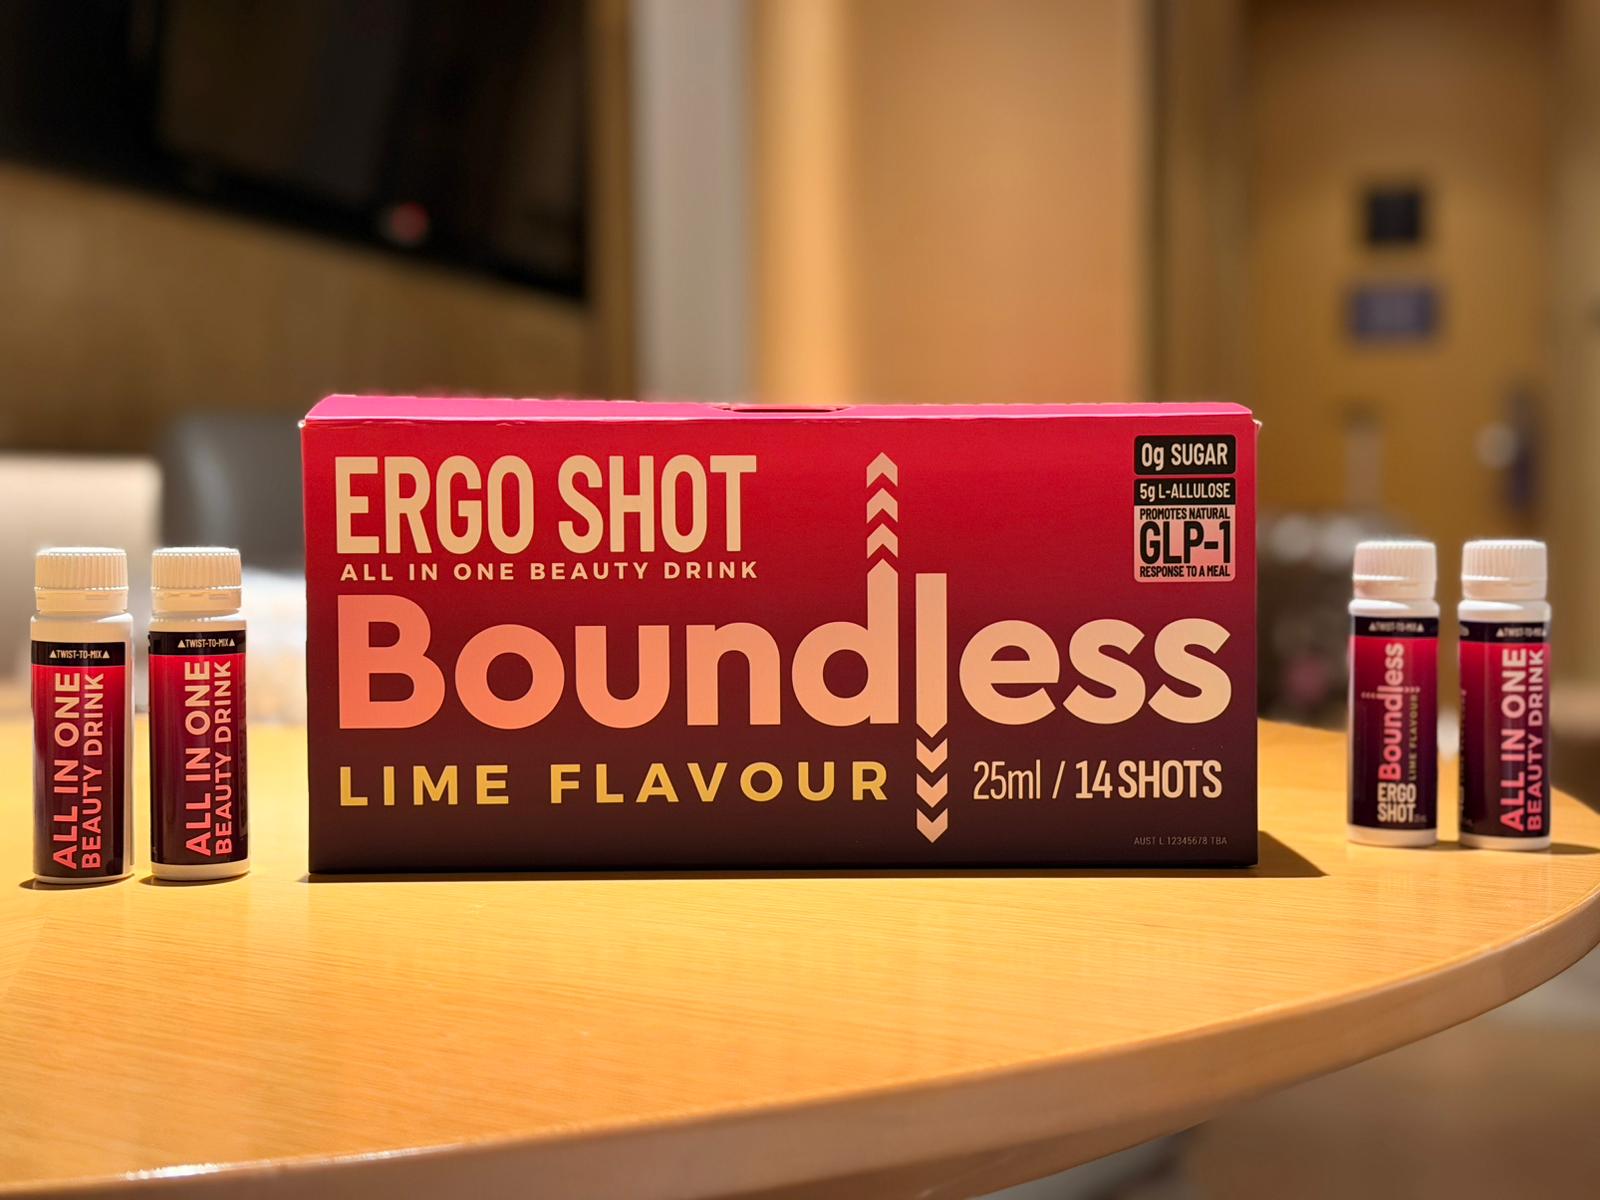 ERGO SHOT
ALL IN ONE BEAUTY DRINK
Boundless
LIME FLAVOUR
25ml / 14 SHOTS
0g SUGAR
5g L-ALLULOSE
PROMOTES NATURAL
GLP-1
RESPONSE TO A MEAL
AUST L 12345678 TBA
▲TWIST-TO-MIX▲
ALL IN ONE
BEAUTY DRINK
▲TWIST-TO-MIX▲
ALL IN ONE
BEAUTY DRINK
▲TWIST-TO-MIX▲
Boundless
LIME FLAVOUR
ERGO
SHOT
▲TWIST-TO-MIX▲
ALL IN ONE
BEAUTY DRINK